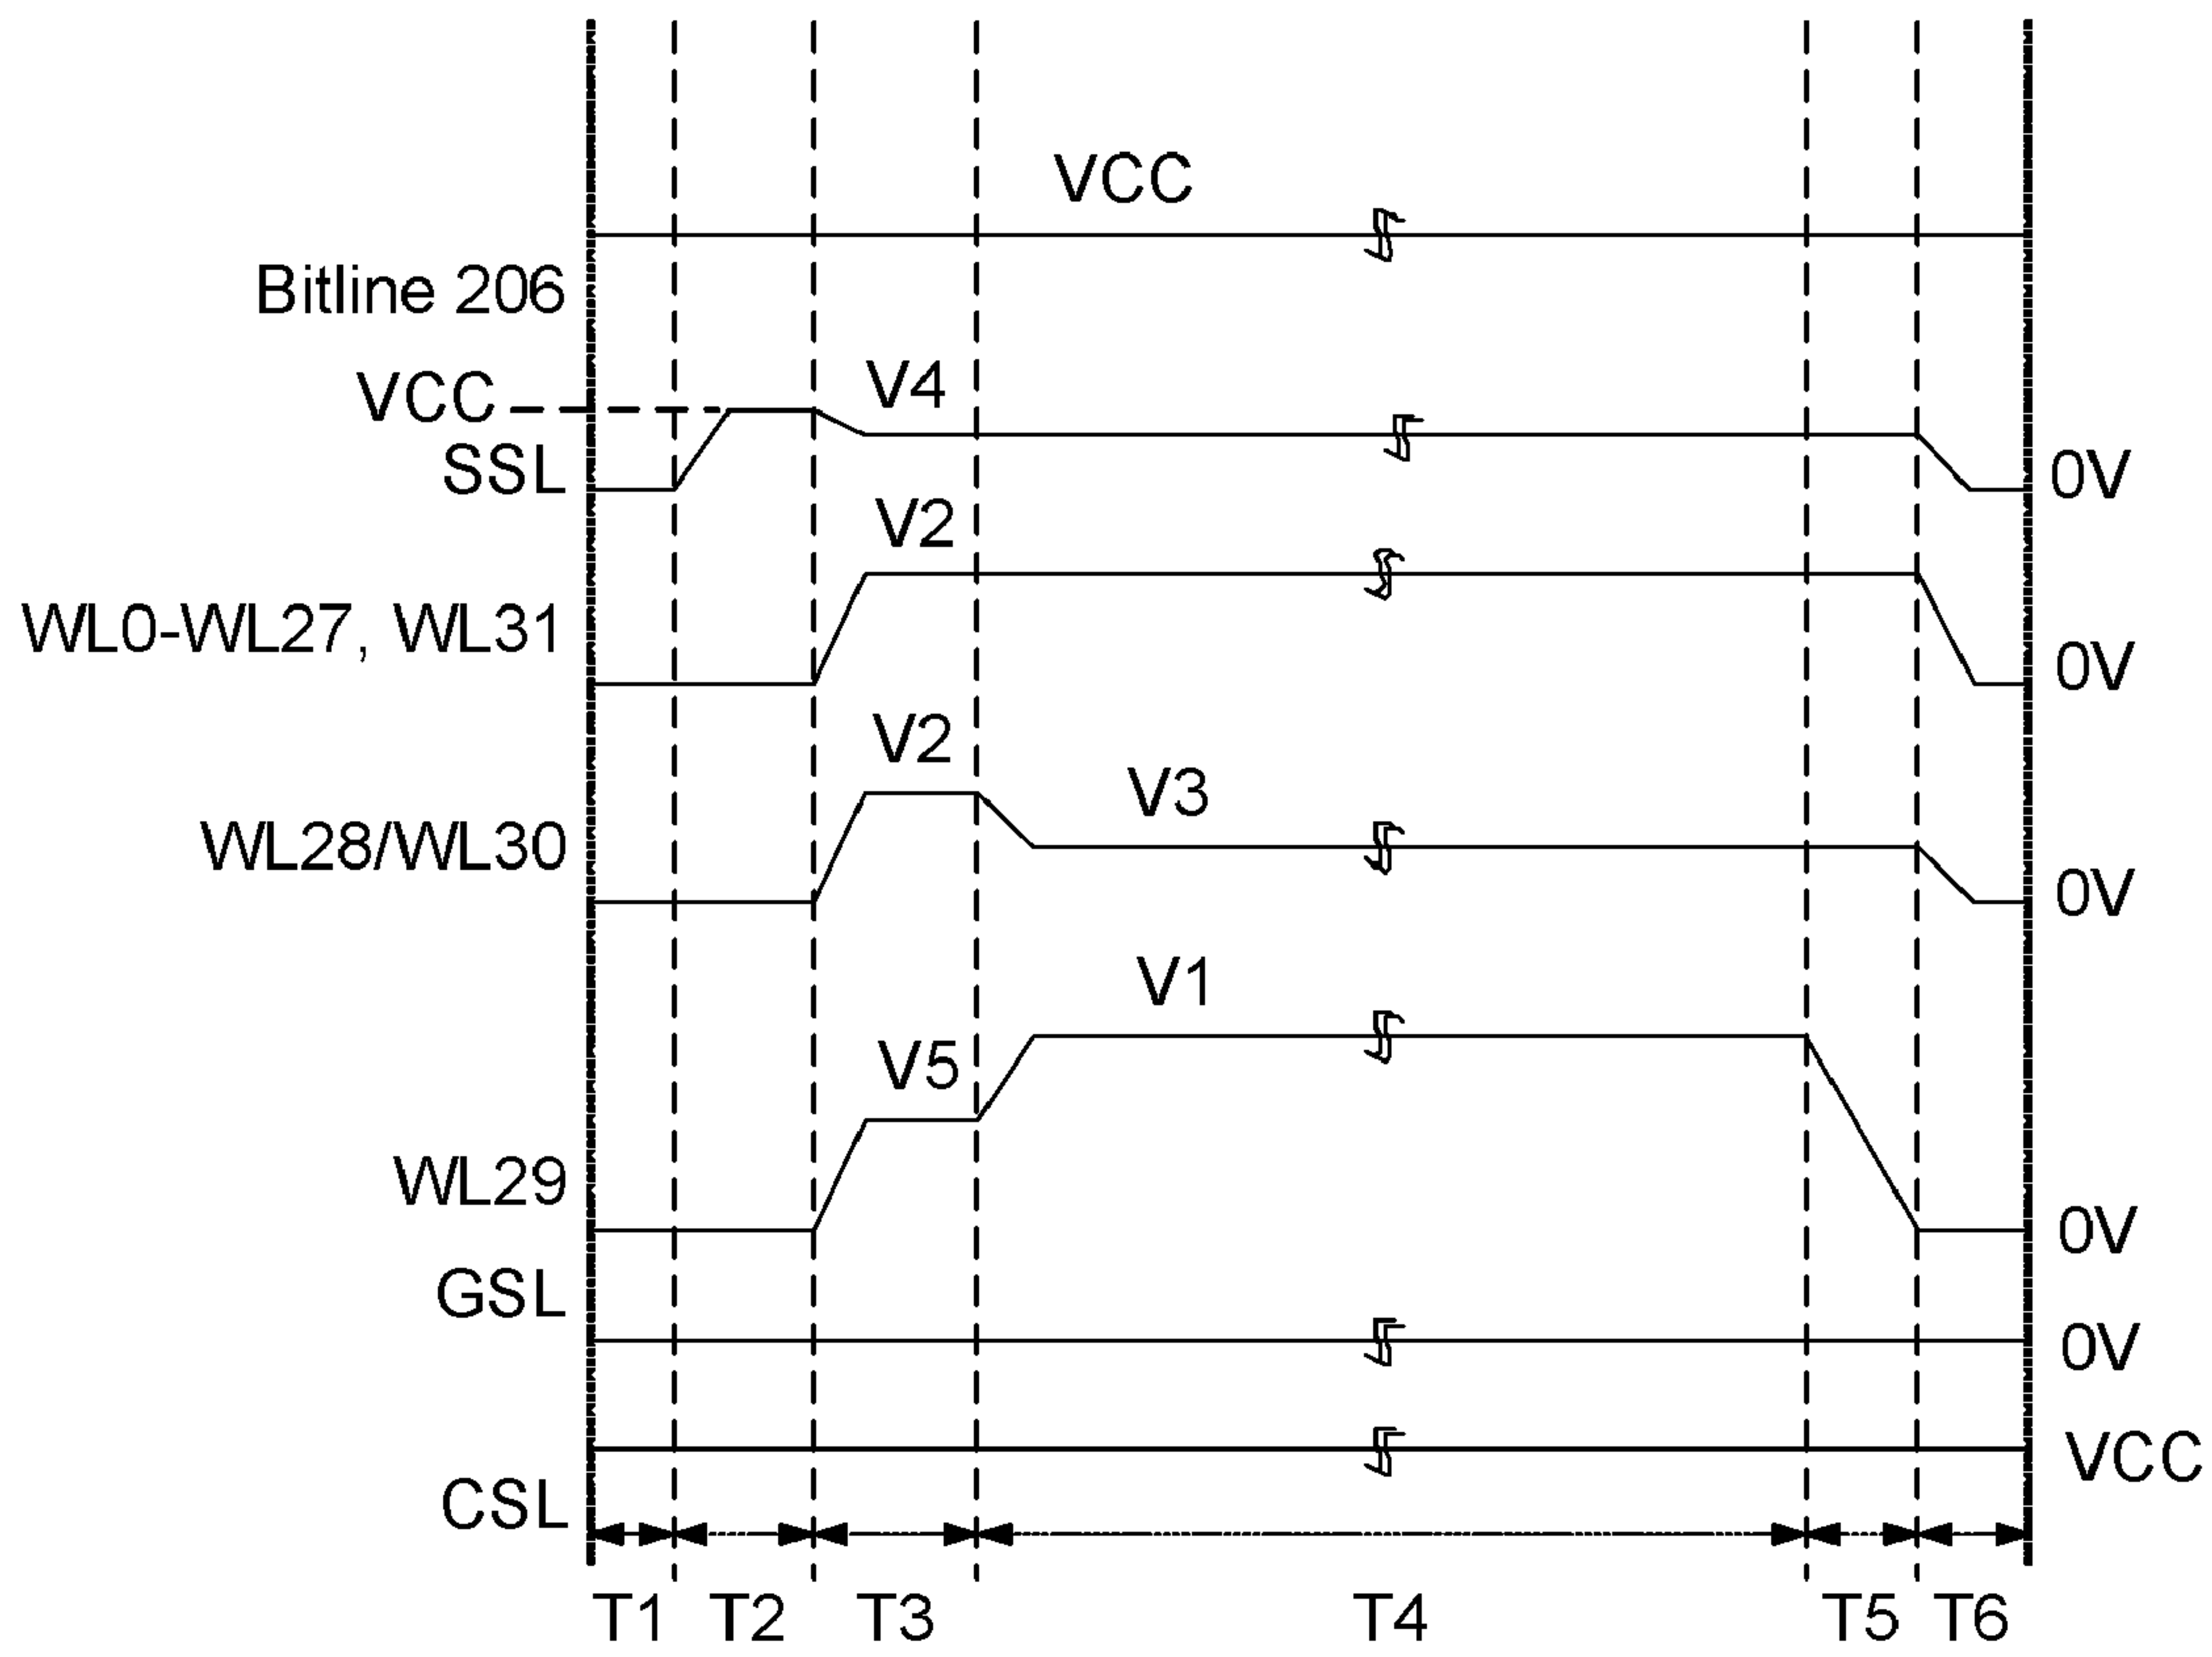 VCC
Bitline 206
VCC
V4
SSL
0V
V2
WL0-WL27, WL31
0V
V2
V3
WL28/WL30
0V
V1
V5
WL29
0V
GSL
0V
VCC
CSL
T1 T2 T3 T4 T5 T6